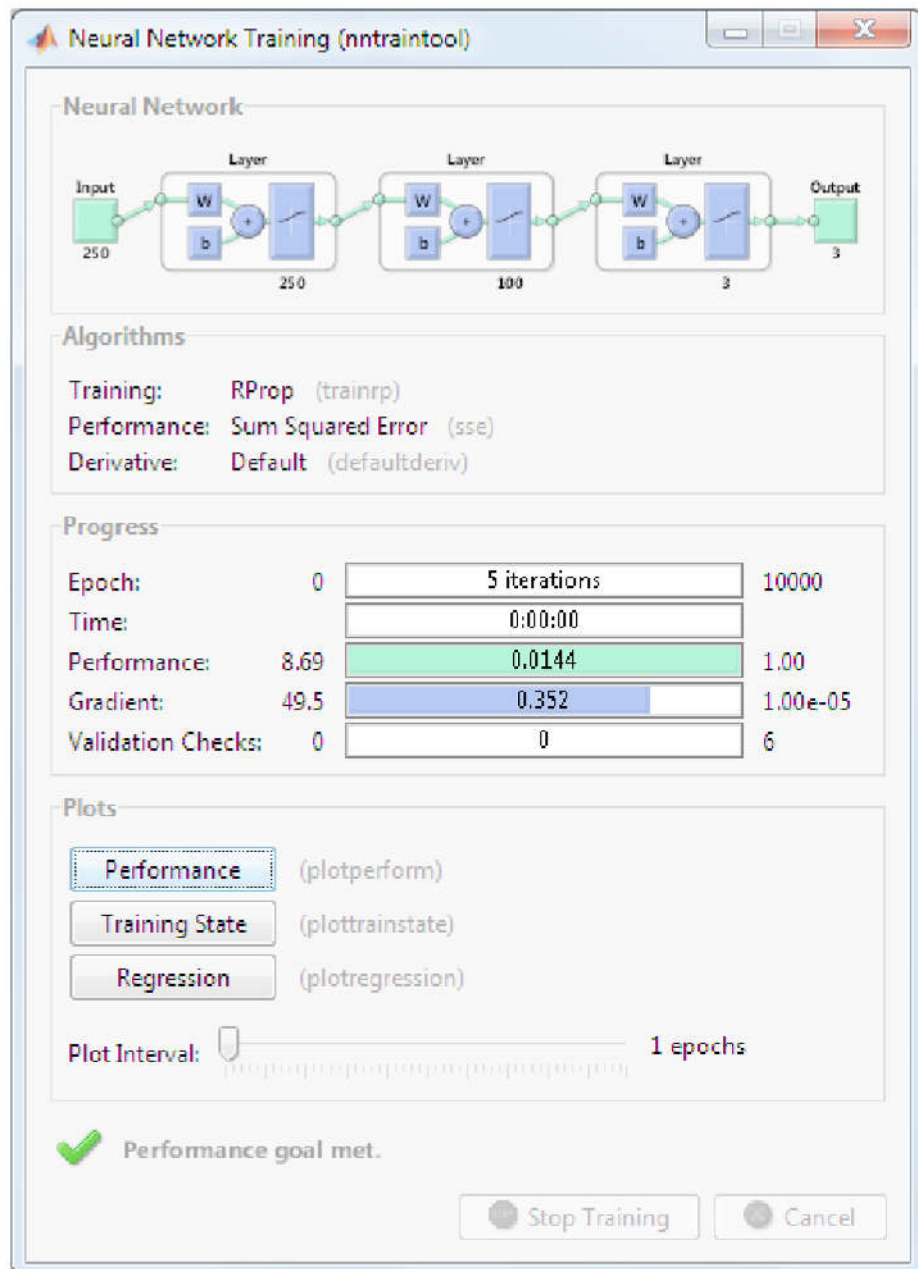 Neural Network Training (nntraintool)
Neural Network
Layer Layer Layer
Input Output
W W W
+ + +
b b b
250 3
250 100 3
Algorithms
Training: RProp (trainrp)
Performance: Sum Squared Error (sse)
Derivative: Default (defaultderiv)
Progress
Epoch: 0 5 iterations 10000
Time: 0:00:00
Performance: 8.69 0.0144 1.00
Gradient: 49.5 0.352 1.00e-05
Validation Checks: 0 0 6
Plots
Performance (plotperform)
Training State (plottrainstate)
Regression (plotregression)
Plot Interval: 1 epochs
Performance goal met.
Stop Training Cancel